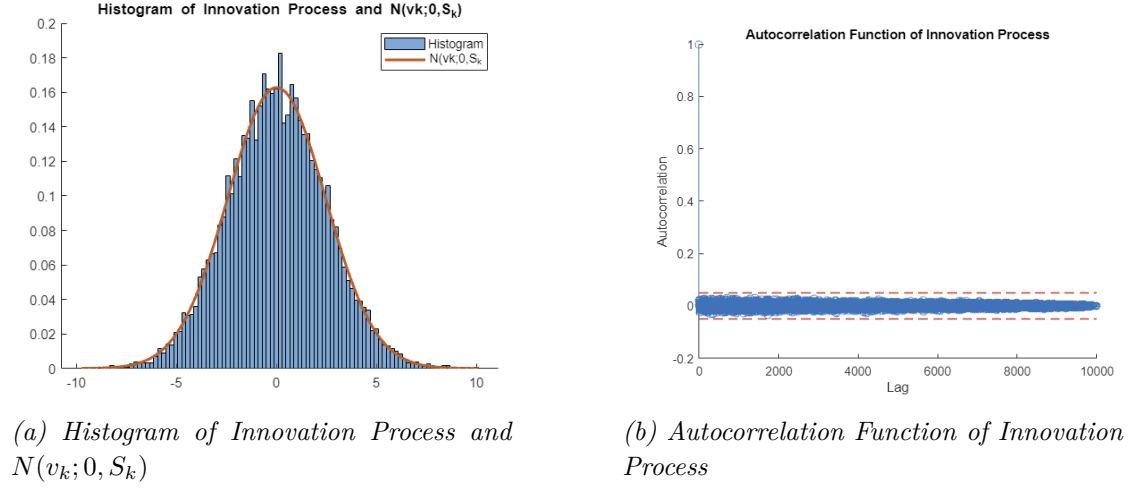 Histogram of Innovation Process and N(vk;0,S_k)
0.2
0.18
0.16
0.14
0.12
0.1
0.08
0.06
0.04
0.02
0
-10
-5
0
5
10
Histogram
N(vk;0,S_k
(a) Histogram of Innovation Process and
N(v_k; 0, S_k)
Autocorrelation Function of Innovation Process
Autocorrelation
1
0.8
0.6
0.4
0.2
0
-0.2
0
2000
4000
6000
8000
10000
Lag
(b) Autocorrelation Function of Innovation
Process